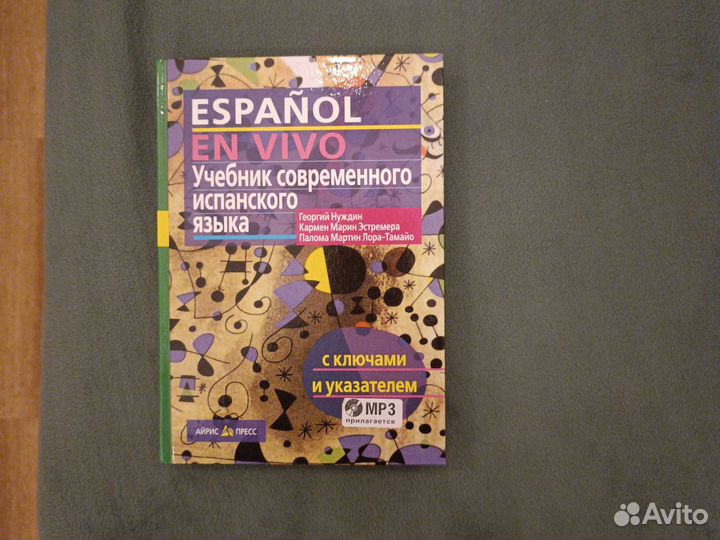 ESPAÑOL
EN VIVO
Учебник современного
испанского
языка
Георгий Нуждин
Кармен Марин Эстремера
Палома Мартин Лора-Тамайо
с ключами
и указателем
MP3
прилагается
АЙРИС ПРЕСС
Avito